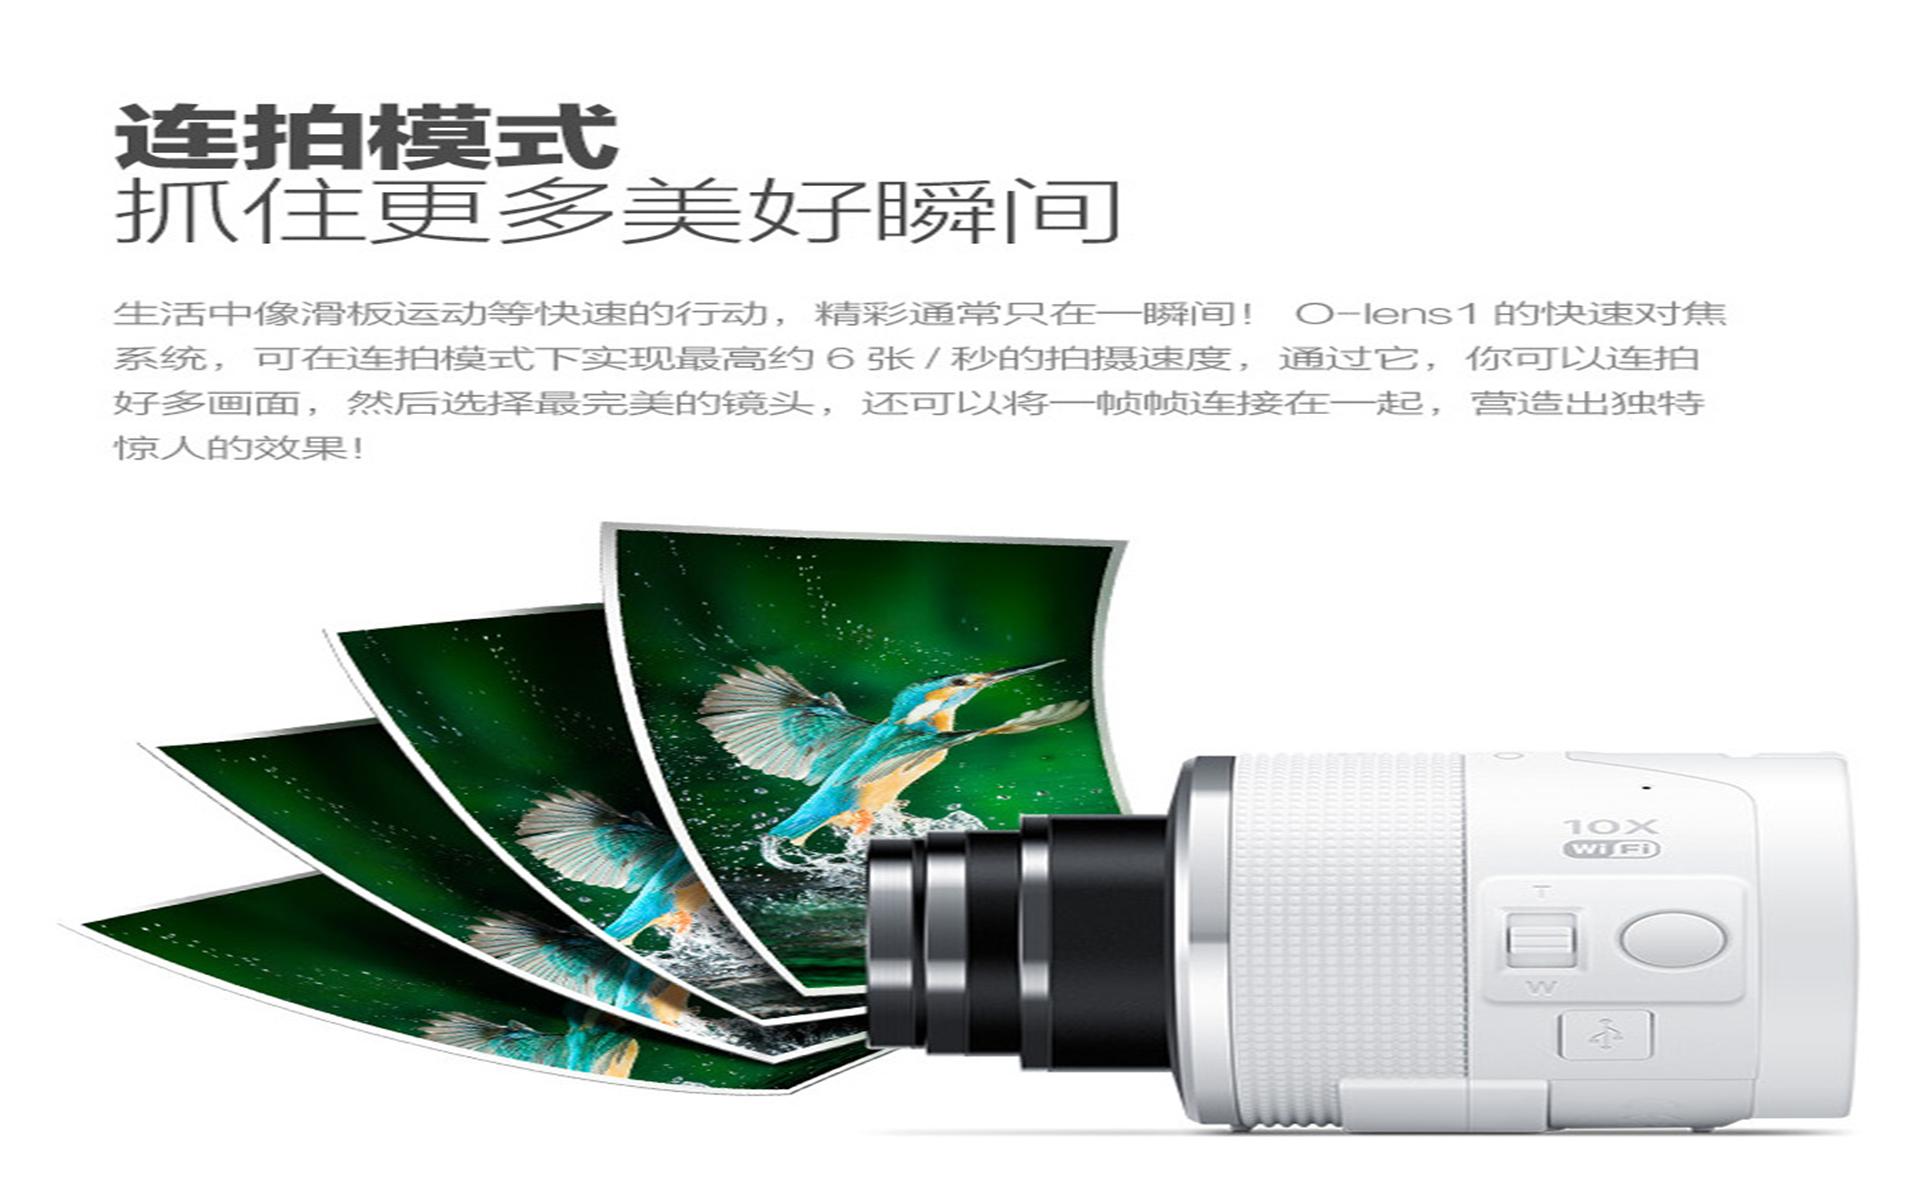 连拍模式
抓住更多美好瞬间
生活中像滑板运动等快速的行动，精彩通常只在一瞬间！ O-lens1 的快速对焦
系统，可在连拍模式下实现最高约 6 张 / 秒的拍摄速度，通过它，你可以连拍
好多画面，然后选择最完美的镜头，还可以将一帧帧连接在一起，营造出独特
惊人的效果！
10X
Wi Fi
T
W